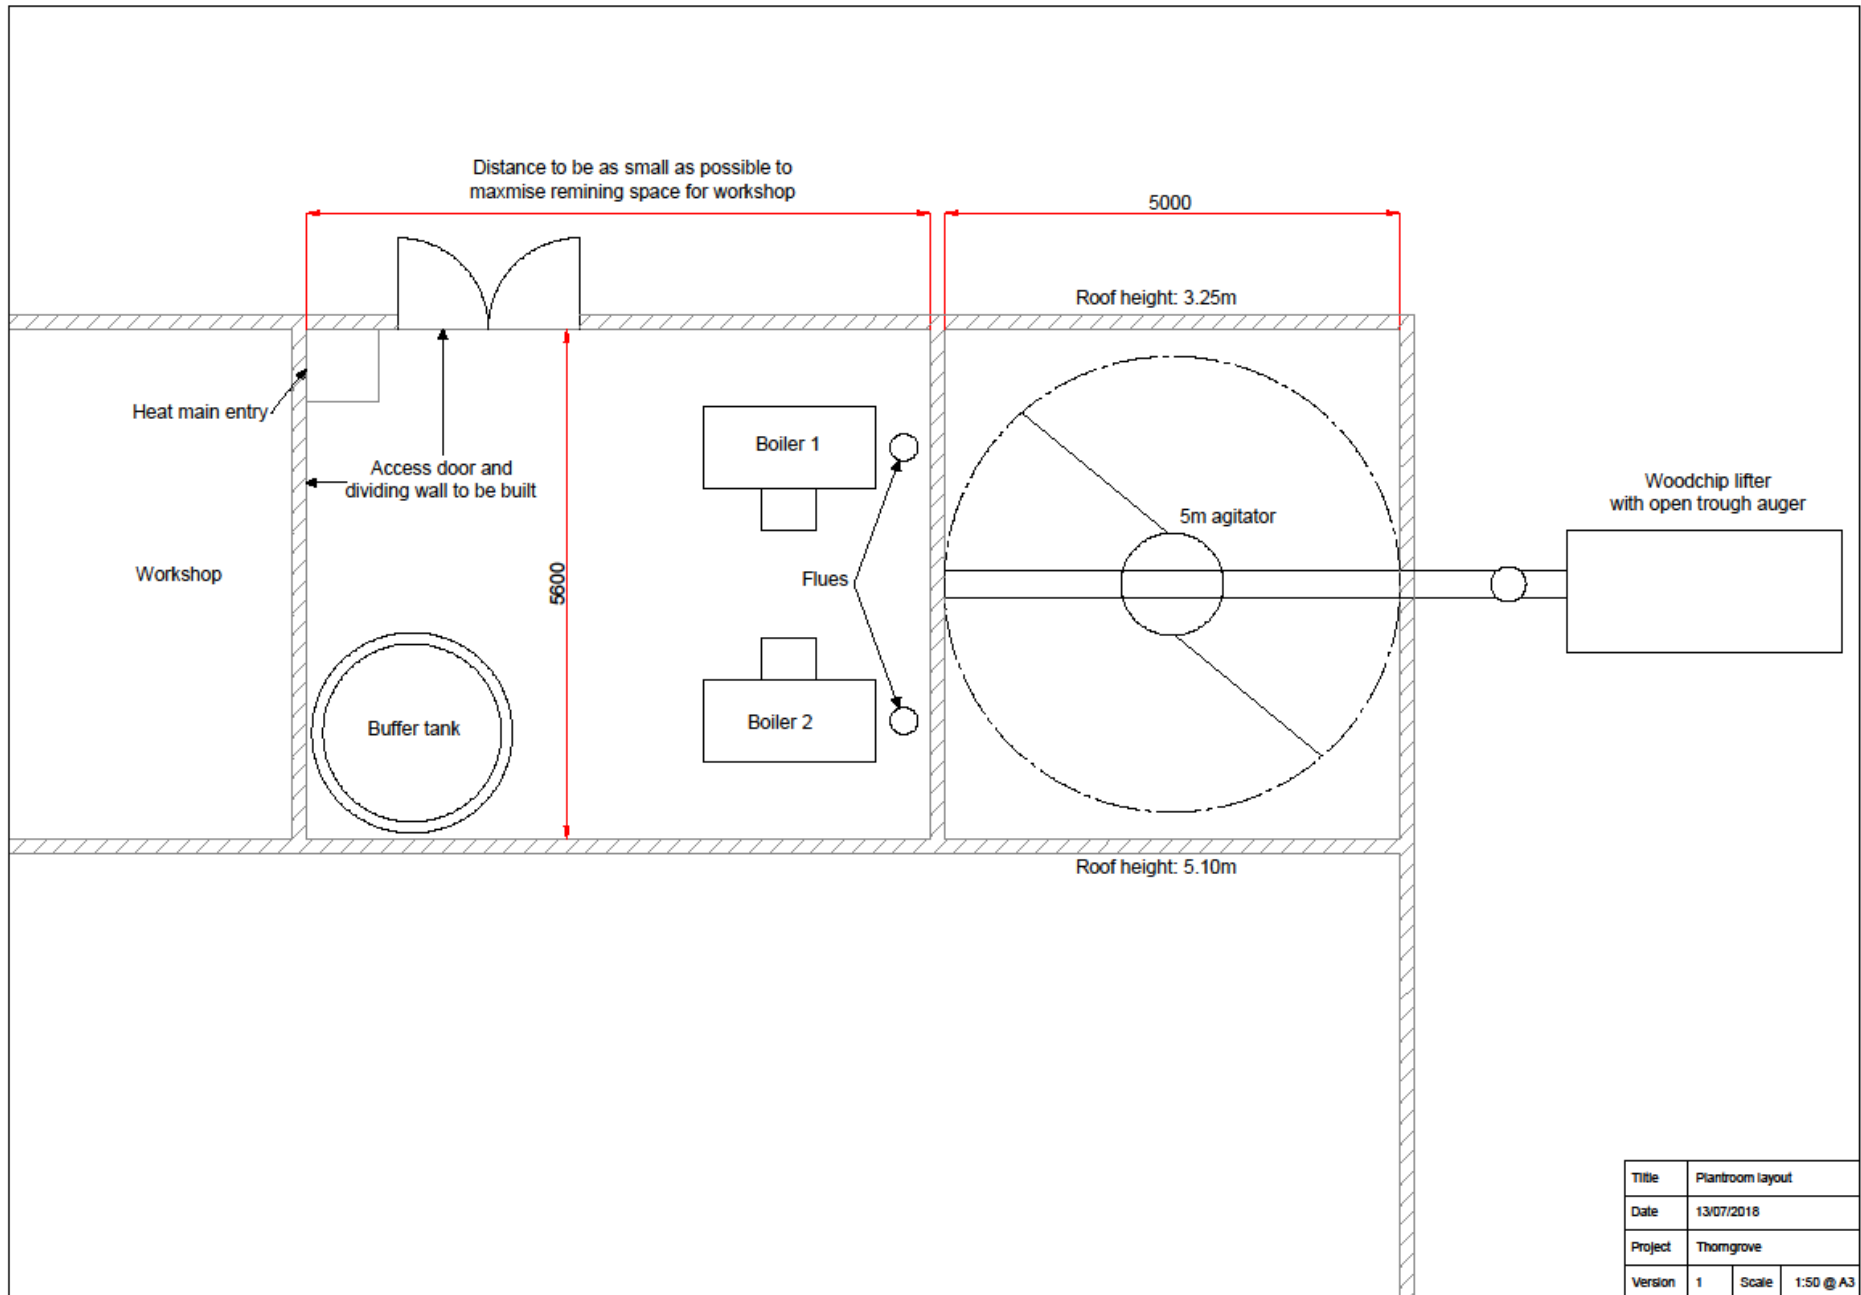 Distance to be as small as possible to
maxmise remining space for workshop
5000
Roof height: 3.25m
Heat main entry
Access door and
dividing wall to be built
Boiler 1
5m agitator
Woodchip lifter
with open trough auger
Workshop
5600
Flues
Buffer tank
Boiler 2
Roof height: 5.10m
Title Plantroom layout
Date 13/07/2018
Project Thorngrove
Version 1 Scale 1:50 @ A3